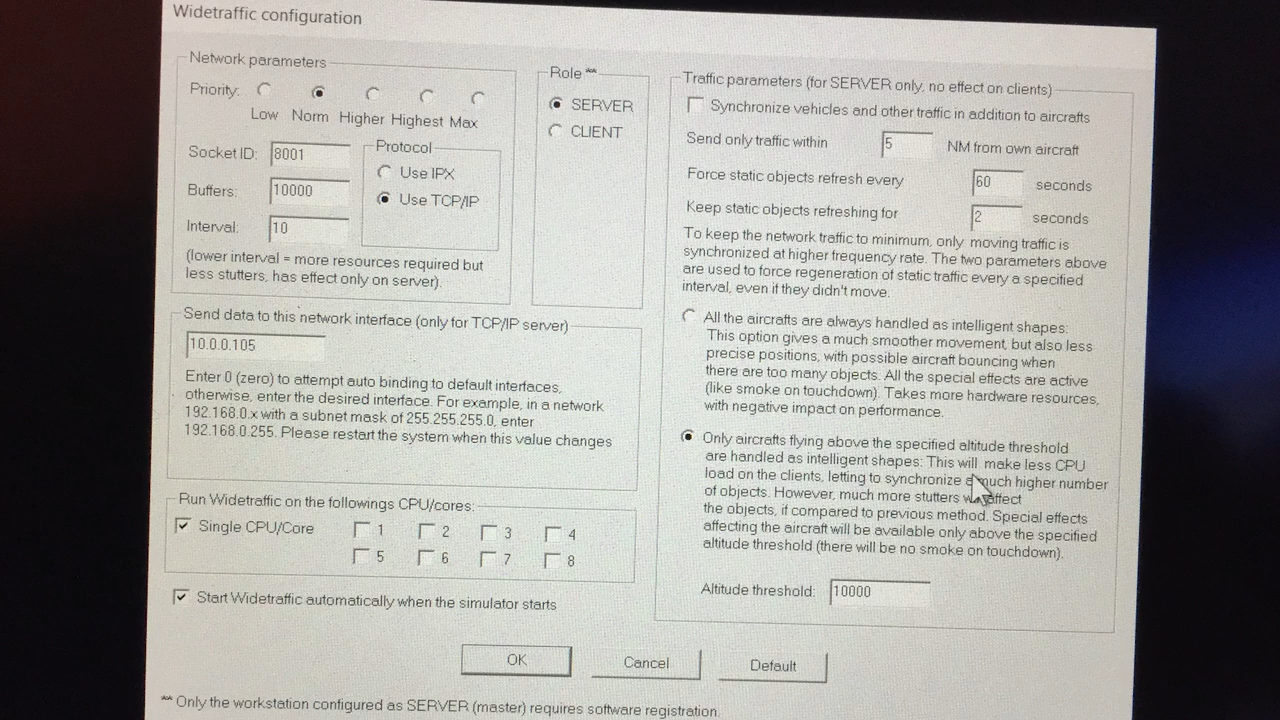 Widetraffic configuration
Network parameters
Priority:
Low Norm Higher Highest Max
Socket ID: 8001
Buffers: 10000
Interval: 10
Protocol
Use IPX
Use TCP/IP
(lower interval = more resources required but
less stutters, has effect only on server).
Role **
SERVER
CLIENT
Send data to this network interface (only for TCP/IP server)
10.0.0.105
Enter 0 (zero) to attempt auto binding to default interfaces,
otherwise, enter the desired interface. For example, in a network
192.168.0.x with a subnet mask of 255.255.255.0, enter
192.168.0.255. Please restart the system when this value changes
Run Widetraffic on the followings CPU/cores:
Single CPU/Core 1 2 3 4
5 6 7 8
Start Widetraffic automatically when the simulator starts
Traffic parameters (for SERVER only, no effect on clients)
Synchronize vehicles and other traffic in addition to aircrafts
Send only traffic within 5 NM from own aircraft
Force static objects refresh every 60 seconds
Keep static objects refreshing for 2 seconds
To keep the network traffic to minimum, only moving traffic is
synchronized at higher frequency rate. The two parameters above
are used to force regeneration of static traffic every a specified
interval, even if they didn't move.
All the aircrafts are always handled as intelligent shapes:
This option gives a much smoother movement, but also less
precise positions, with possible aircraft bouncing when
there are too many objects. All the special effects are active
(like smoke on touchdown). Takes more hardware resources,
with negative impact on performance.
Only aircrafts flying above the specified altitude threshold
are handled as intelligent shapes: This will make less CPU
load on the clients, letting to synchronize a much higher number
of objects. However, much more stutters affect
the objects, if compared to previous method. Special effects
affecting the aircraft will be available only above the specified
altitude threshold (there will be no smoke on touchdown).
Altitude threshold: 10000
OK Cancel Default
** Only the workstation configured as SERVER (master) requires software registration.